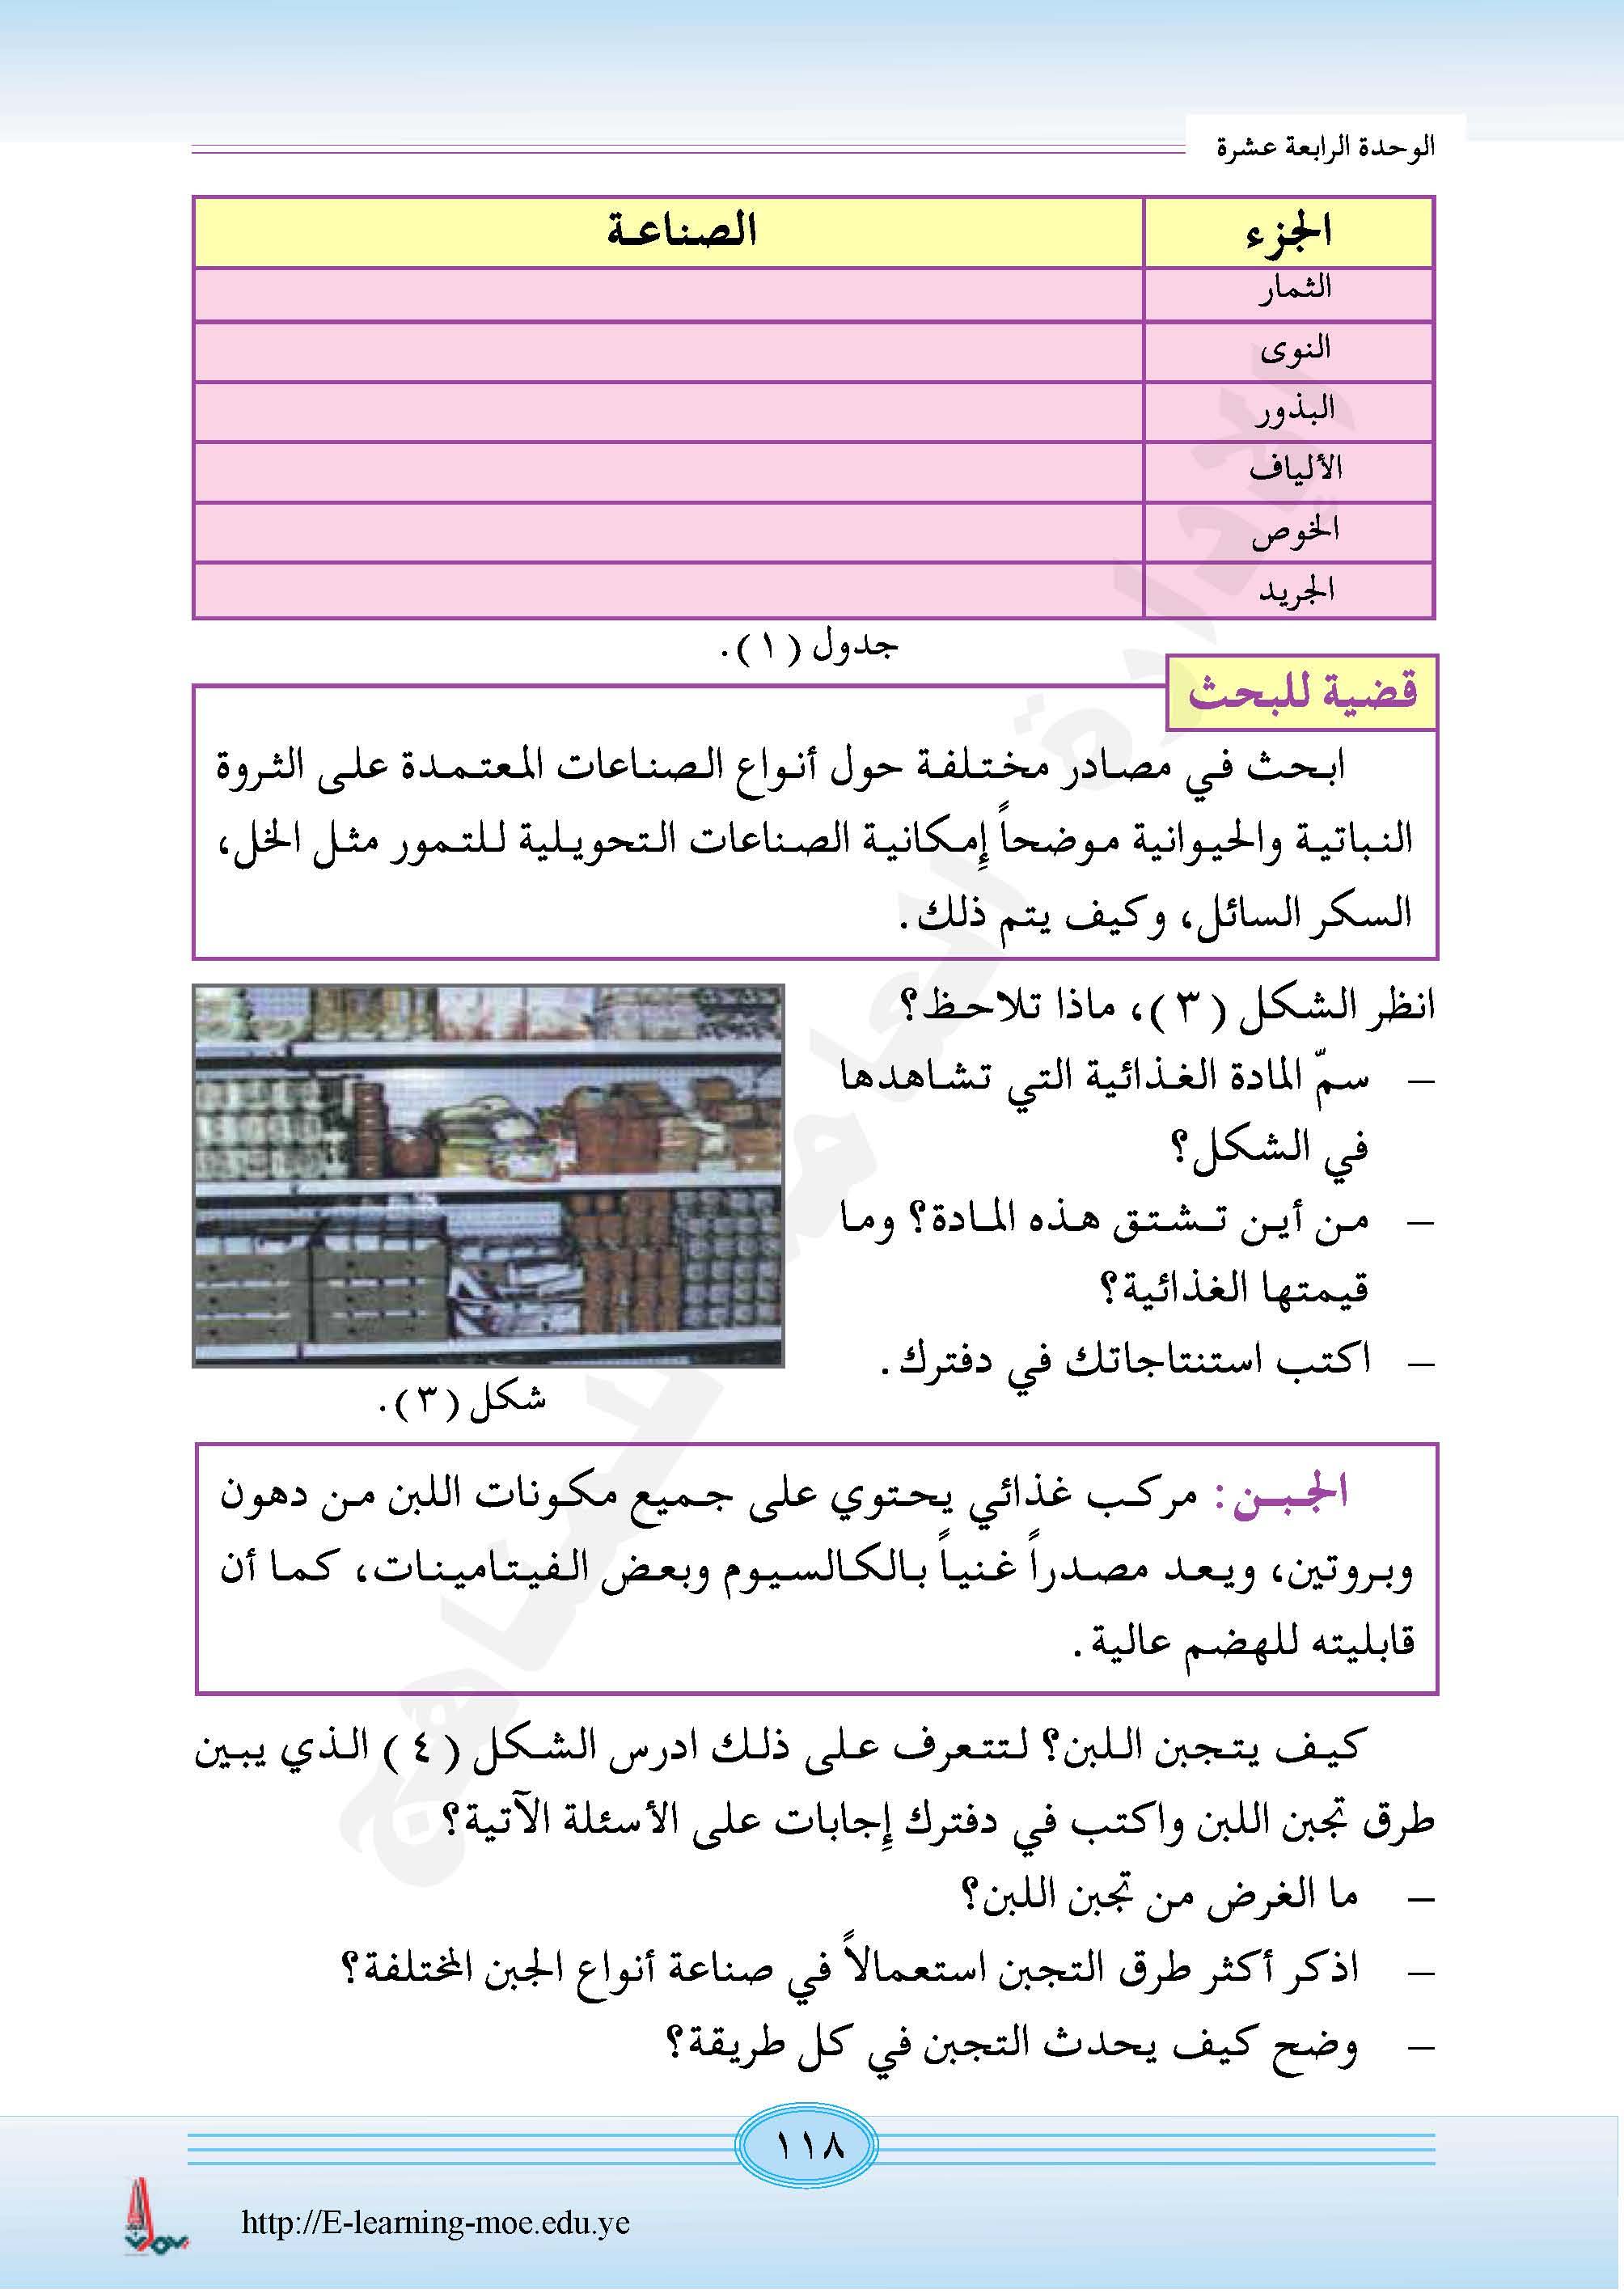 الوحدة الرابعة عشرة
الجزء الصناعة
الثمار
النوى
البذور
الألياف
الخوص
الجريد
جدول (١).
قضية للبحث
ابحث في مصادر مختلفة حول أنواع الصناعات المعتمدة على الثروة
النباتية والحيوانية موضحاً إمكانية الصناعات التحويلية للتمور مثل الخل،
السكر السائل، وكيف يتم ذلك.
انظر الشكل (٣)، ماذا تلاحظ؟
– سمّ المادة الغذائية التي تشاهدها
في الشكل؟
– من أين تشتق هذه المادة؟ وما
قيمتها الغذائية؟
– اكتب استنتاجاتك في دفترك.
شكل (٣).
الجبن: مركب غذائي يحتوي على جميع مكونات اللبن من دهون
وبروتين، ويعد مصدراً غنياً بالكالسيوم وبعض الفيتامينات، كما أن
قابليته للهضم عالية.
كيف يتجبن اللبن؟ لتتعرف على ذلك ادرس الشكل (٤) الذي يبين
طرق تجبن اللبن واكتب في دفترك إجابات على الأسئلة الآتية؟
– ما الغرض من تجبن اللبن؟
– اذكر أكثر طرق التجبن استعمالاً في صناعة أنواع الجبن المختلفة؟
– وضح كيف يحدث التجبن في كل طريقة؟
١١٨
http://E-learning-moe.edu.ye
الإدارة العامة للمناهج